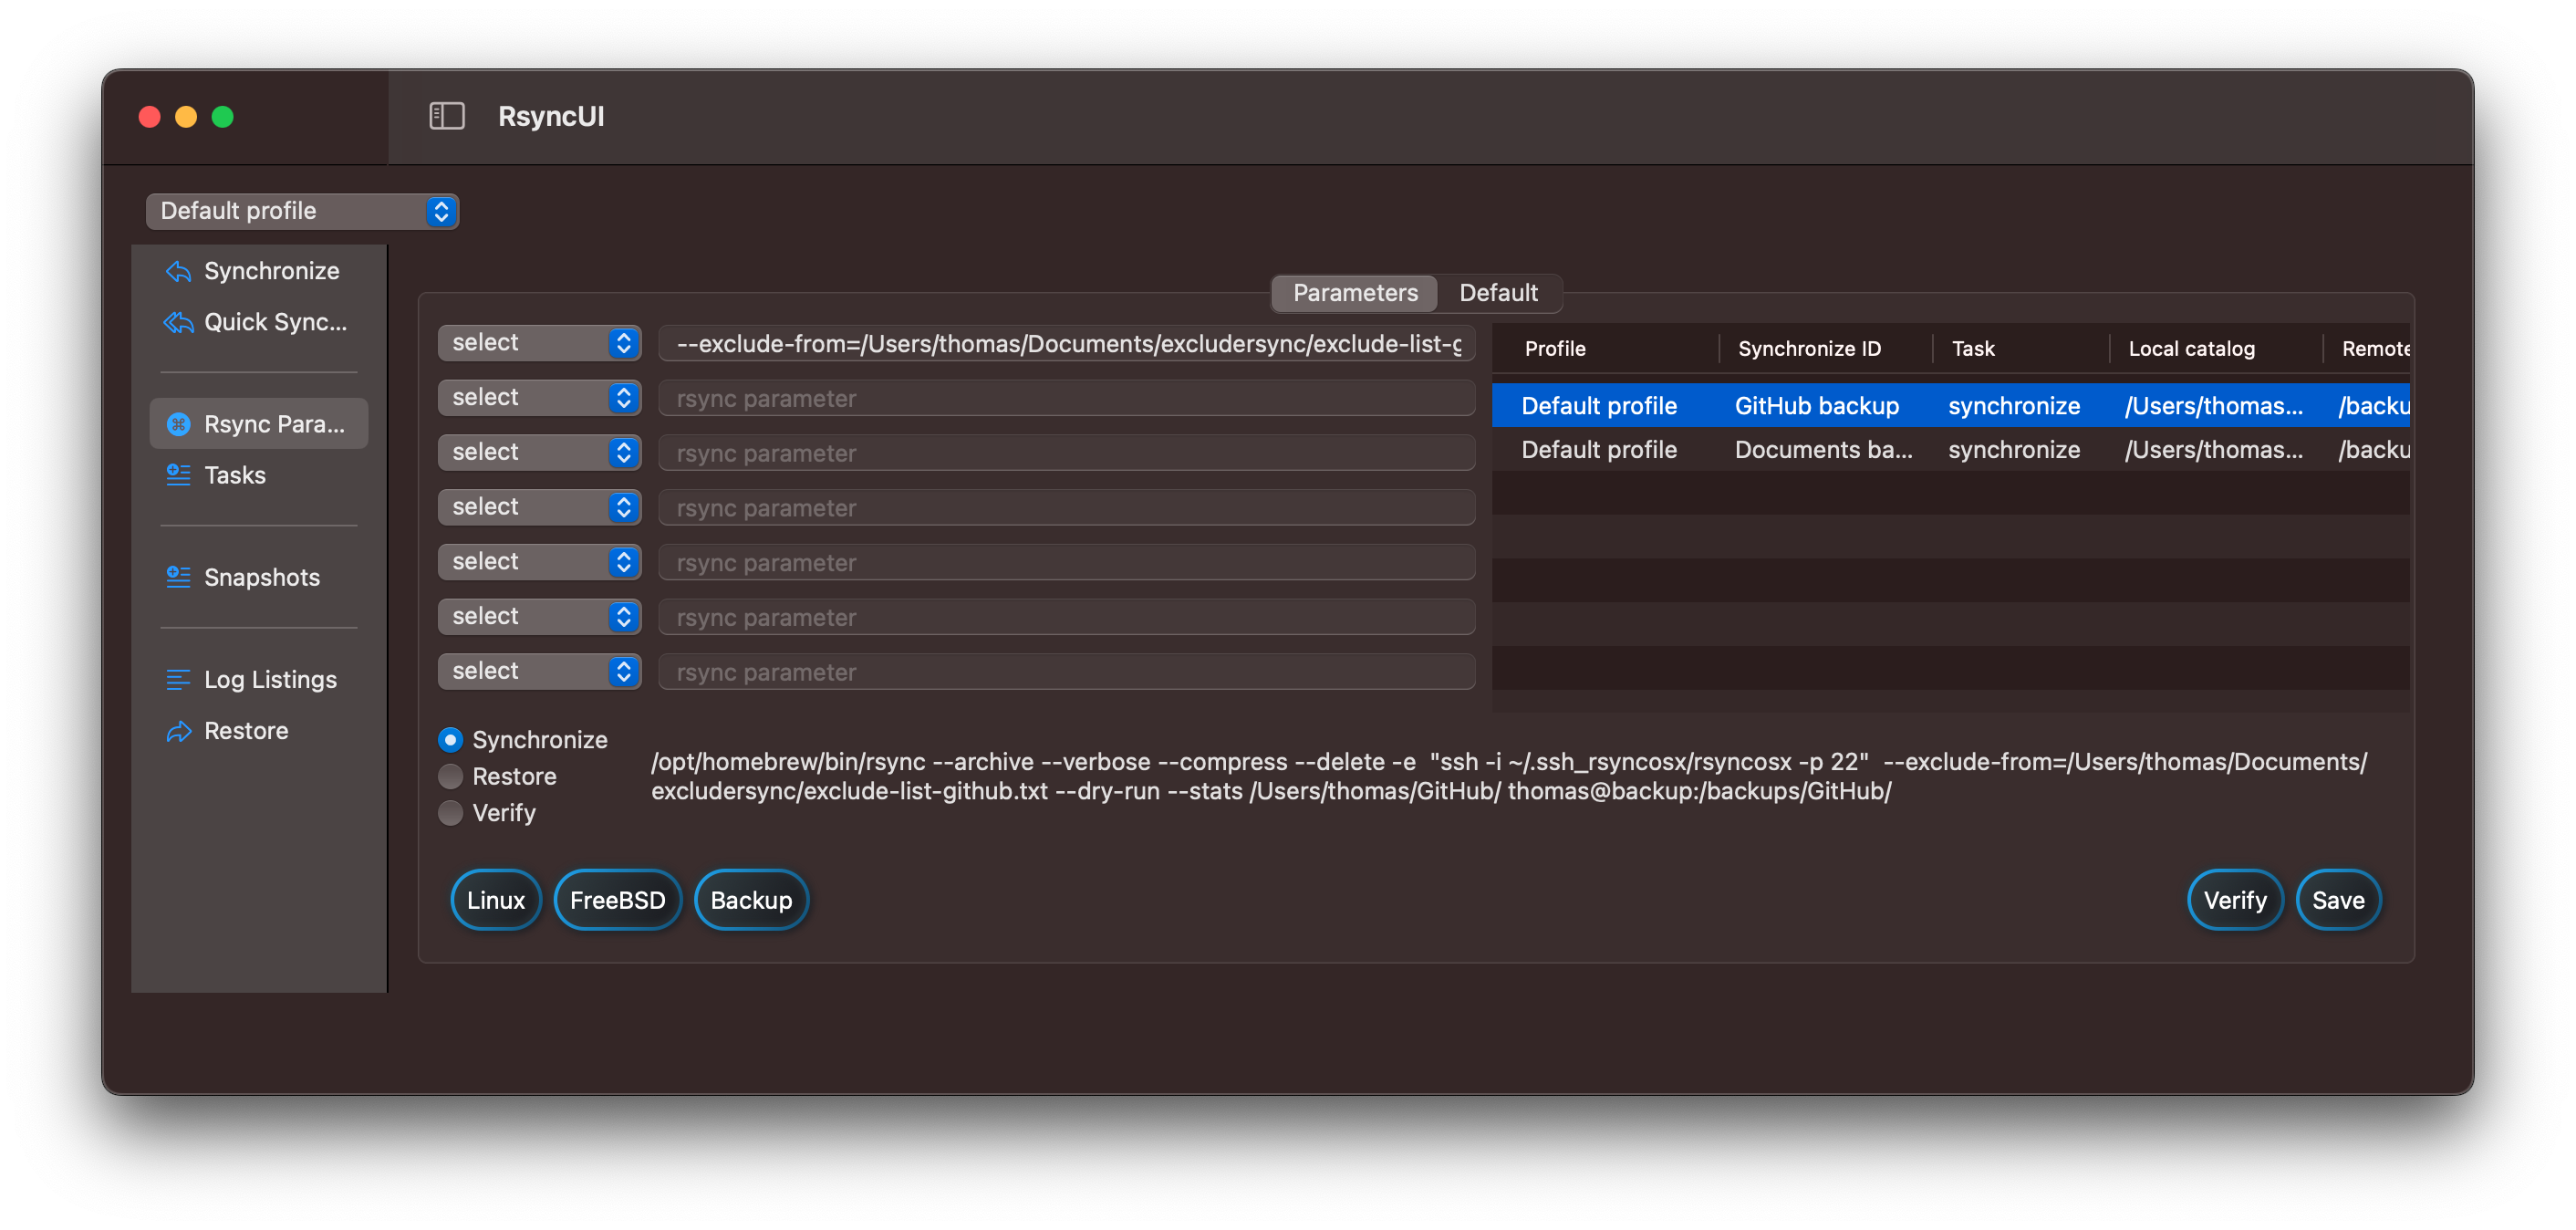 RsyncUI
Default profile
Synchronize
Quick Sync...
Rsync Para...
Tasks
Snapshots
Log Listings
Restore
Parameters Default
select --exclude-from=/Users/thomas/Documents/excludersync/exclude-list-g
select rsync parameter
select rsync parameter
select rsync parameter
select rsync parameter
select rsync parameter
select rsync parameter
Profile Synchronize ID Task Local catalog Remote
Default profile GitHub backup synchronize /Users/thomas... /backu
Default profile Documents ba... synchronize /Users/thomas... /backu
Synchronize
Restore
Verify
/opt/homebrew/bin/rsync --archive --verbose --compress --delete -e "ssh -i ~/.ssh_rsyncosx/rsyncosx -p 22" --exclude-from=/Users/thomas/Documents/
excludersync/exclude-list-github.txt --dry-run --stats /Users/thomas/GitHub/ thomas@backup:/backups/GitHub/
Linux FreeBSD Backup Verify Save